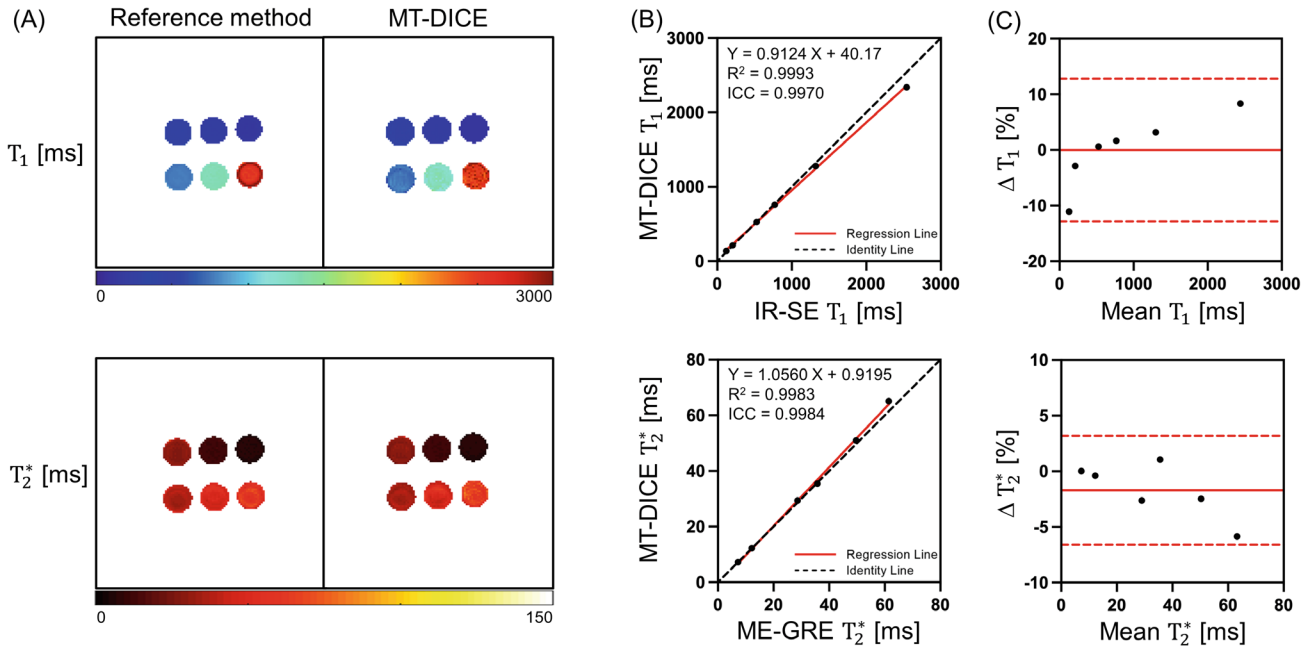 (A)
Reference method
MT-DICE
T₁ [ms]
0
3000
T₂* [ms]
0
150
(B)
MT-DICE T₁ [ms]
3000
2000
1000
0
Y = 0.9124 X + 40.17
R² = 0.9993
ICC = 0.9970
Regression Line
Identity Line
0 1000 2000 3000
IR-SE T₁ [ms]
MT-DICE T₂* [ms]
80
60
40
20
0
Y = 1.0560 X + 0.9195
R² = 0.9983
ICC = 0.9984
Regression Line
Identity Line
0 20 40 60 80
ME-GRE T₂* [ms]
(C)
Δ T₁ [%]
20
10
0
-10
-20
0 1000 2000 3000
Mean T₁ [ms]
Δ T₂* [%]
10
5
0
-5
-10
0 20 40 60 80
Mean T₂* [ms]